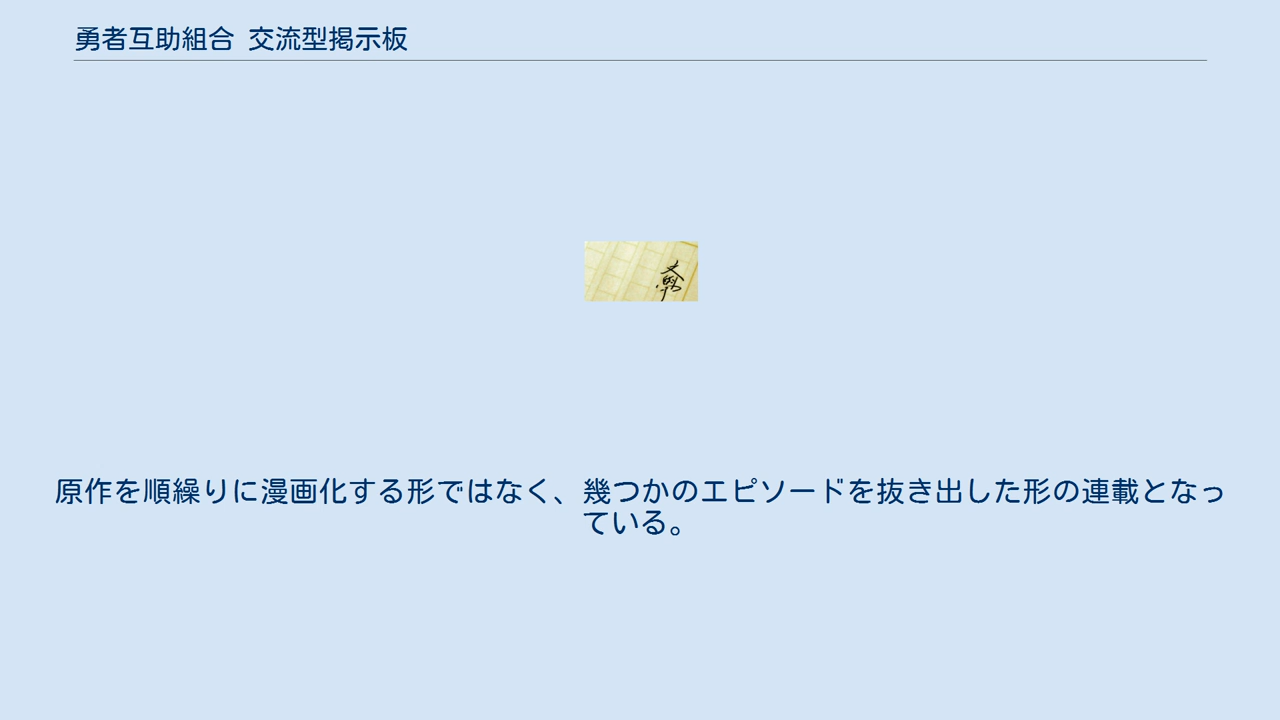 勇者互助組合 交流型掲示板
原作を順繰りに漫画化する形ではなく、幾つかのエピソードを抜き出した形の連載となっ
ている。